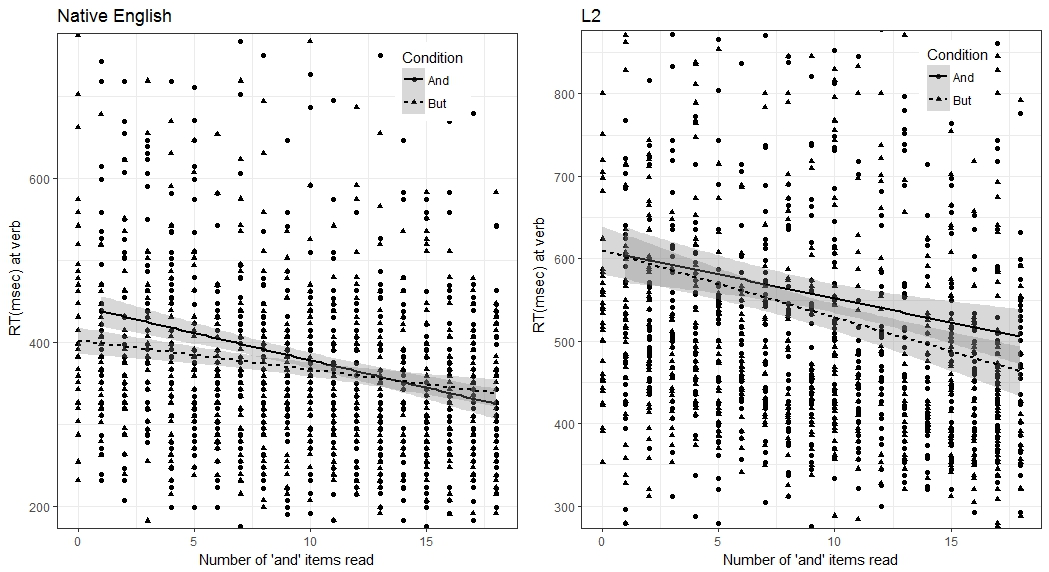 Native English
Condition
And
But
600
400
200
RT(msec) at verb
0 5 10 15
Number of 'and' items read
L2
Condition
And
But
800
700
600
500
400
300
RT(msec) at verb
0 5 10 15
Number of 'and' items read